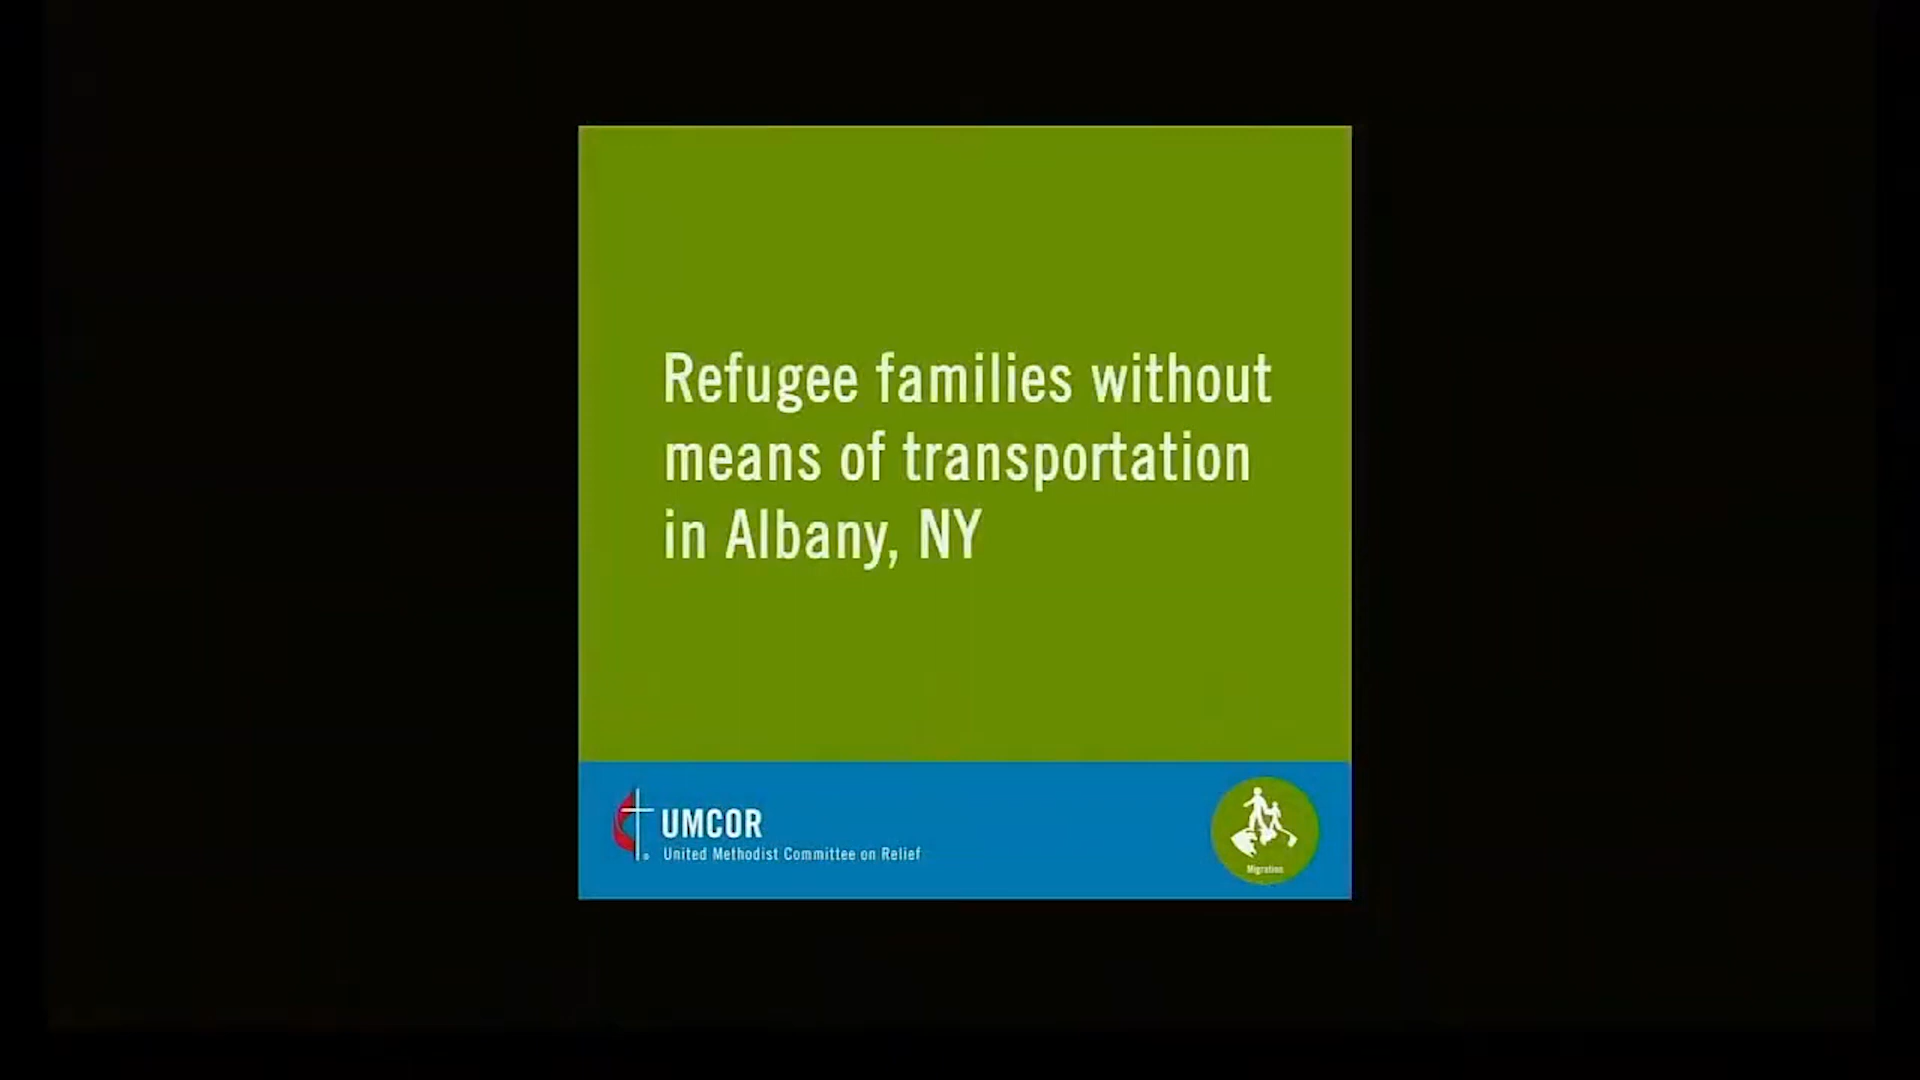 Refugee families without
means of transportation
in Albany, NY
UMCOR
United Methodist Committee on Relief
Migration